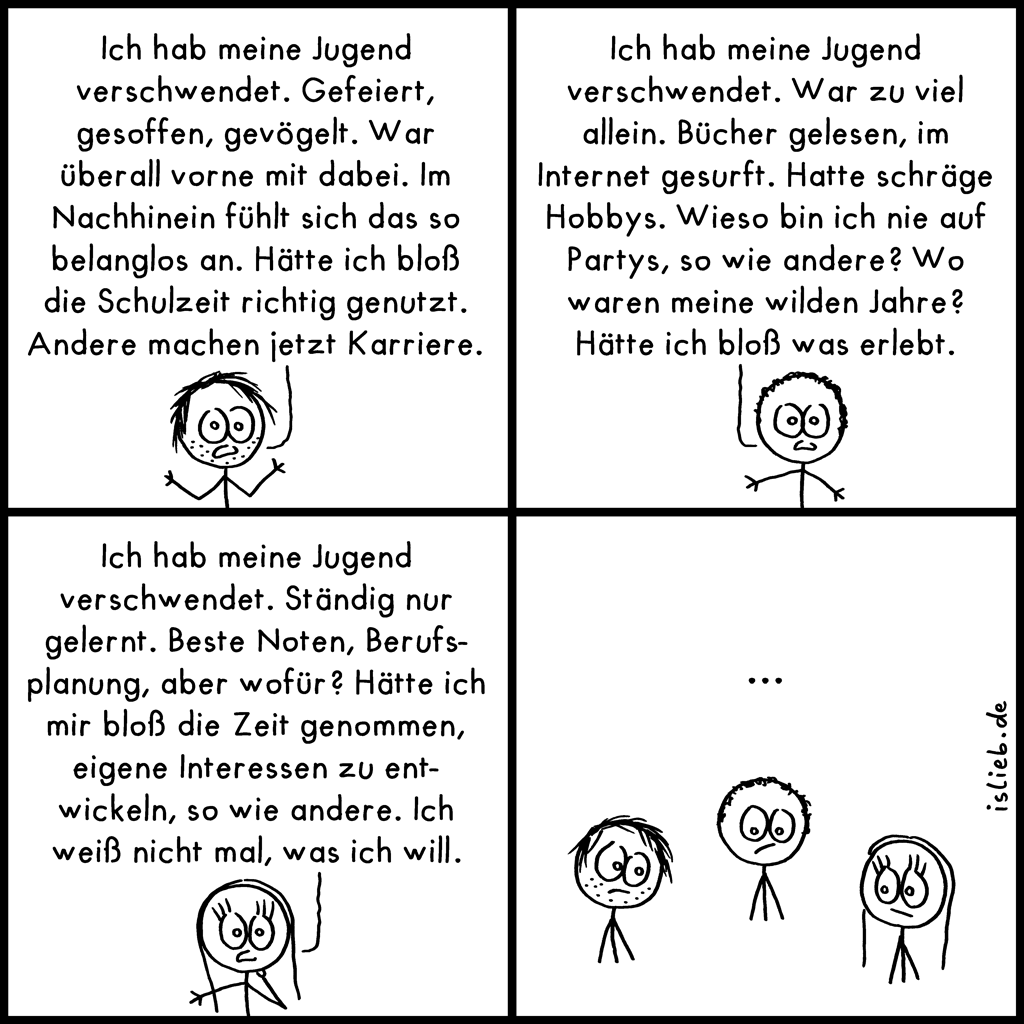 Ich hab meine Jugend
verschwendet. Gefeiert,
gesoffen, gevögelt. War
überall vorne mit dabei. Im
Nachhinein fühlt sich das so
belanglos an. Hätte ich bloß
die Schulzeit richtig genutzt.
Andere machen jetzt Karriere.
Ich hab meine Jugend
verschwendet. War zu viel
allein. Bücher gelesen, im
Internet gesurft. Hatte schräge
Hobbys. Wieso bin ich nie auf
Partys, so wie andere? Wo
waren meine wilden Jahre?
Hätte ich bloß was erlebt.
Ich hab meine Jugend
verschwendet. Ständig nur
gelernt. Beste Noten, Berufs-
planung, aber wofür? Hätte ich
mir bloß die Zeit genommen,
eigene Interessen zu ent-
wickeln, so wie andere. Ich
weiß nicht mal, was ich will.
...
islieb.de